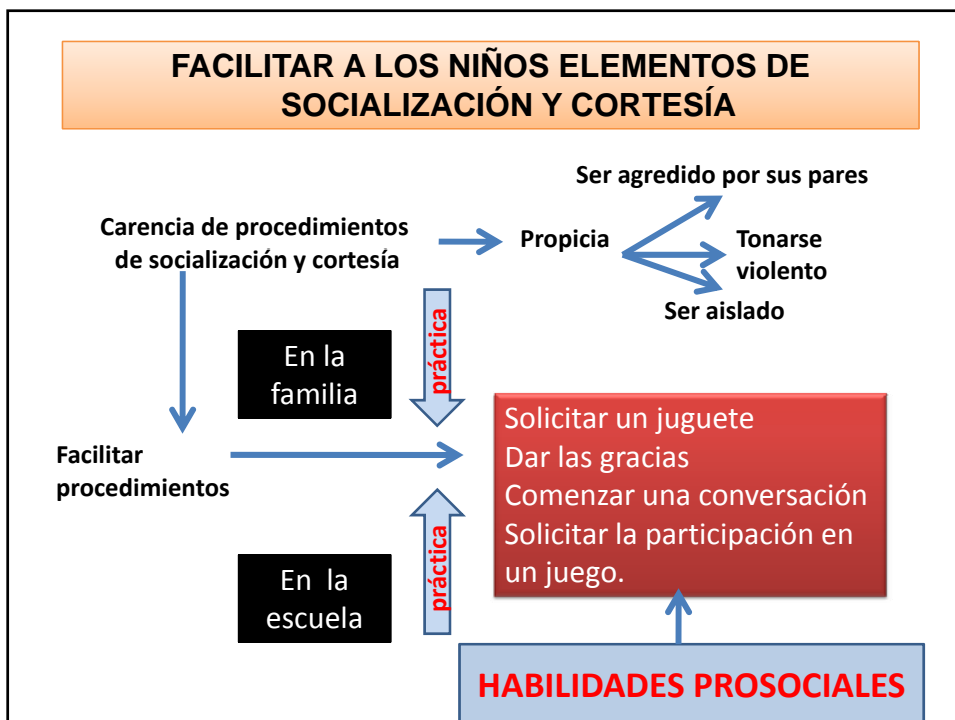 FACILITAR A LOS NIÑOS ELEMENTOS DE
SOCIALIZACIÓN Y CORTESÍA
Ser agredido por sus pares
Carencia de procedimientos
de socialización y cortesía
Propicia
Tonarse
violento
Ser aislado
En la
familia
práctica
Solicitar un juguete
Dar las gracias
Comenzar una conversación
Solicitar la participación en
un juego.
Facilitar
procedimientos
En la
escuela
práctica
HABILIDADES PROSOCIALES